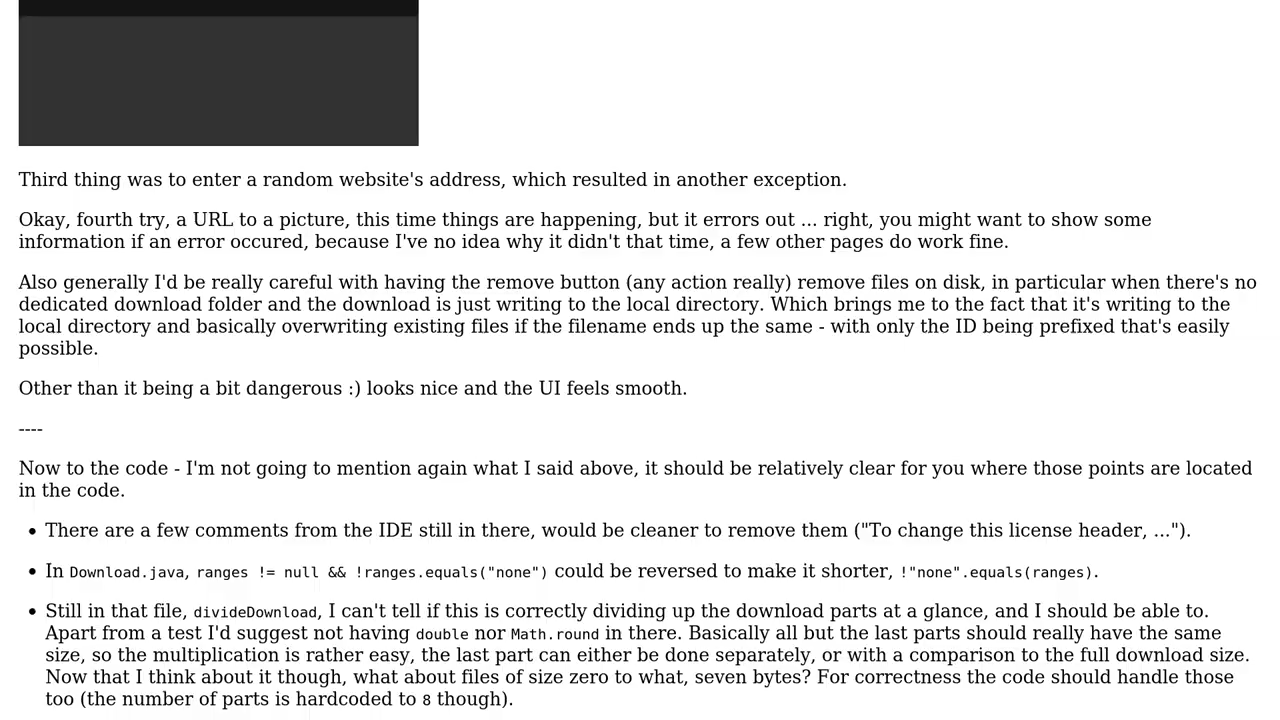 Third thing was to enter a random website's address, which resulted in another exception.
Okay, fourth try, a URL to a picture, this time things are happening, but it errors out ... right, you might want to show some
information if an error occured, because I've no idea why it didn't that time, a few other pages do work fine.
Also generally I'd be really careful with having the remove button (any action really) remove files on disk, in particular when there's no
dedicated download folder and the download is just writing to the local directory. Which brings me to the fact that it's writing to the
local directory and basically overwriting existing files if the filename ends up the same - with only the ID being prefixed that's easily
possible.
Other than it being a bit dangerous :) looks nice and the UI feels smooth.
----
Now to the code - I'm not going to mention again what I said above, it should be relatively clear for you where those points are located
in the code.
• There are a few comments from the IDE still in there, would be cleaner to remove them ("To change this license header, ...").
• In Download.java, ranges != null && !ranges.equals("none") could be reversed to make it shorter, !"none".equals(ranges).
• Still in that file, divideDownload, I can't tell if this is correctly dividing up the download parts at a glance, and I should be able to.
Apart from a test I'd suggest not having double nor Math.round in there. Basically all but the last parts should really have the same
size, so the multiplication is rather easy, the last part can either be done separately, or with a comparison to the full download size.
Now that I think about it though, what about files of size zero to what, seven bytes? For correctness the code should handle those
too (the number of parts is hardcoded to 8 though).